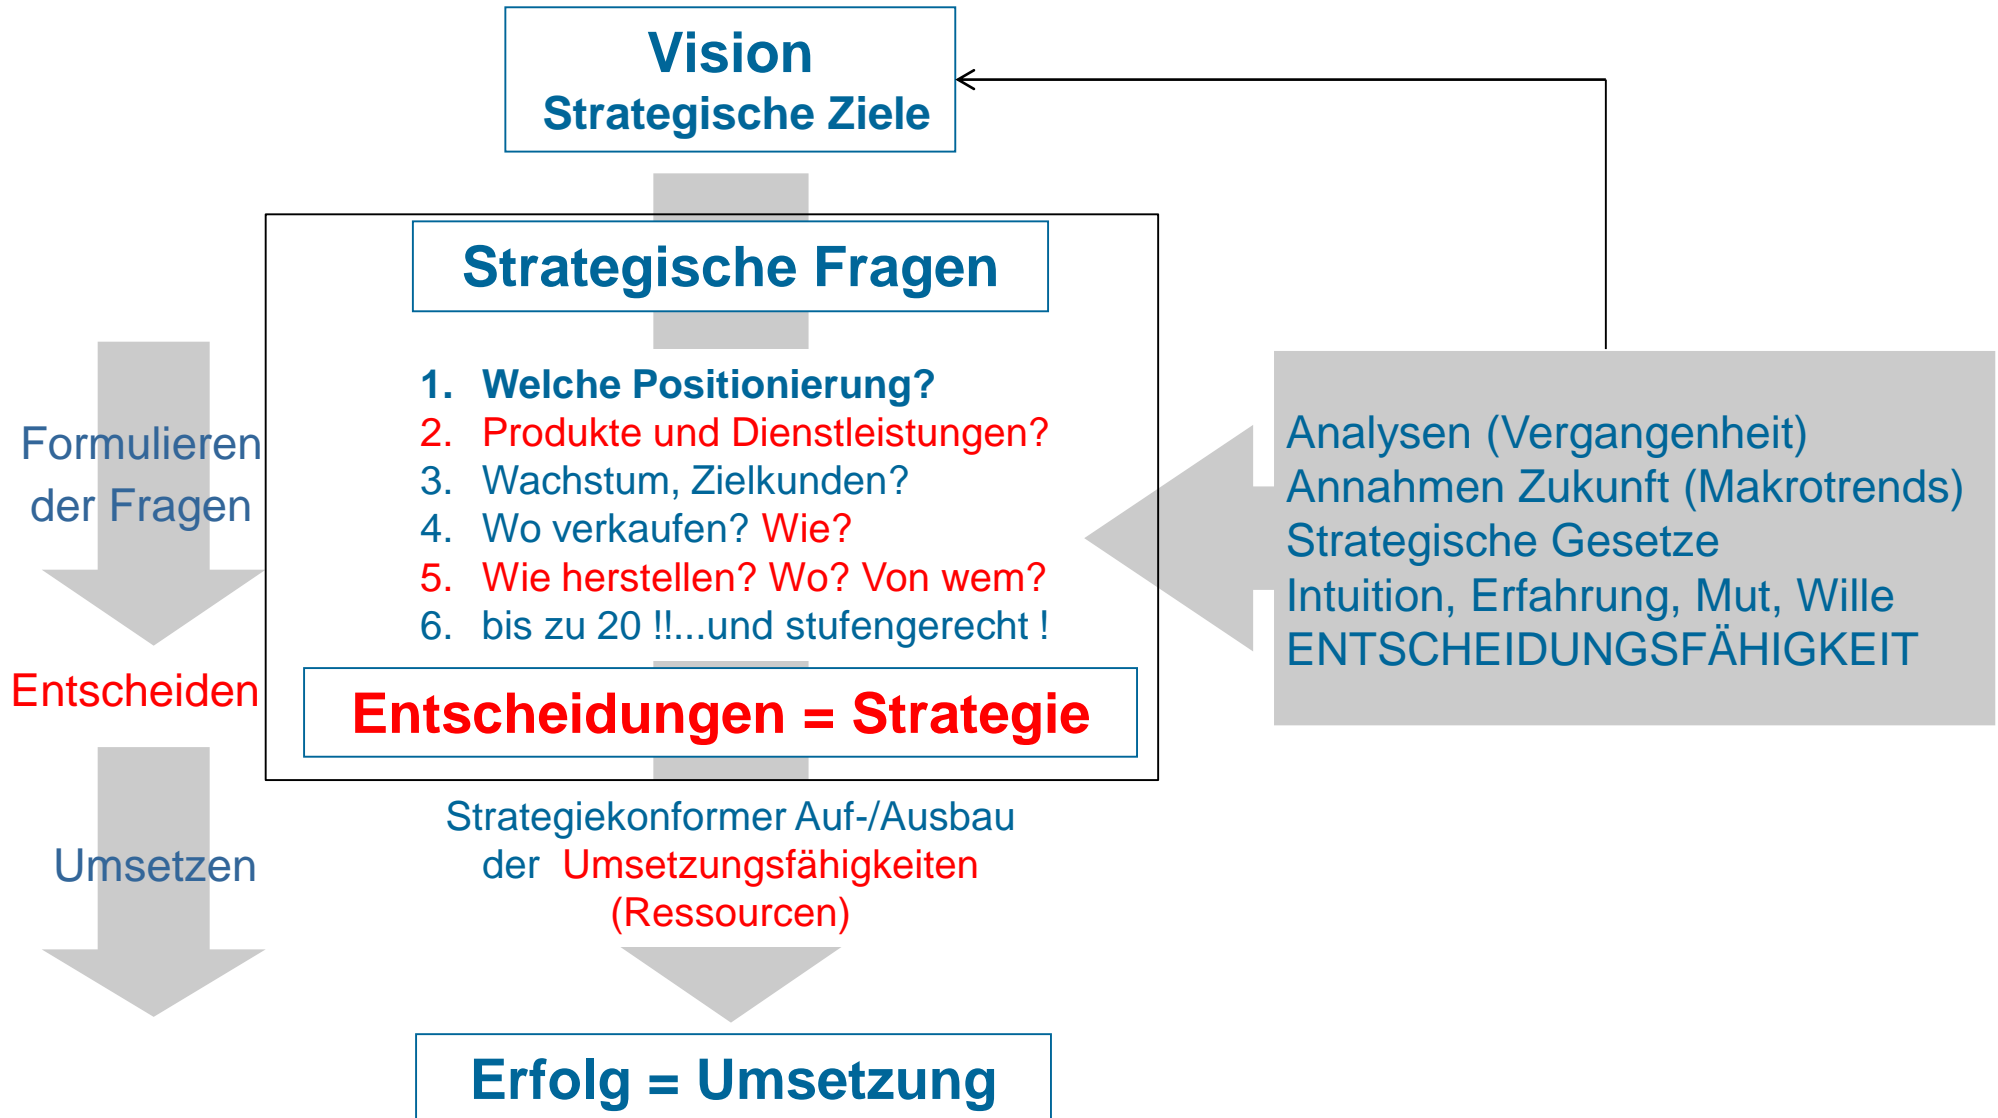 Vision
Strategische Ziele
Strategische Fragen
1. Welche Positionierung?
2. Produkte und Dienstleistungen?
3. Wachstum, Zielkunden?
4. Wo verkaufen? Wie?
5. Wie herstellen? Wo? Von wem?
6. bis zu 20 !!...und stufengerecht !
Entscheidungen = Strategie
Strategiekonformer Auf-/Ausbau
der Umsetzungsfähigkeiten
(Ressourcen)
Erfolg = Umsetzung
Formulieren
der Fragen
Entscheiden
Umsetzen
Analysen (Vergangenheit)
Annahmen Zukunft (Makrotrends)
Strategische Gesetze
Intuition, Erfahrung, Mut, Wille
ENTSCHEIDUNGSFÄHIGKEIT